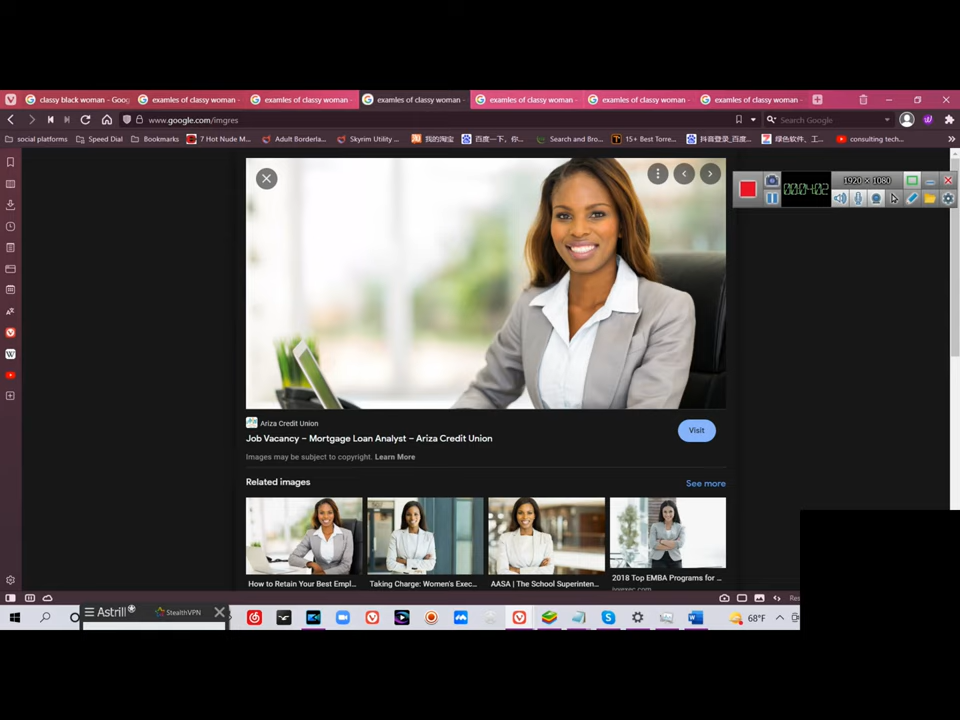 classy black woman - Goog
examles of classy woman -
examles of classy woman -
examles of classy woman -
examles of classy woman -
examles of classy woman -
examles of classy woman -
www.google.com/imgres
Search Google
social platforms
Speed Dial
Bookmarks
7 Hot Nude M...
Adult Borderla...
Skyrim Utility ...
我的淘宝
百度一下，你...
Search and Bro...
15+ Best Torre...
抖音登录_百度...
绿色软件、工...
consulting tech...
00:04:02
1920 × 1080
Ariza Credit Union
Job Vacancy – Mortgage Loan Analyst – Ariza Credit Union
Visit
Images may be subject to copyright. Learn More
Related images
See more
How to Retain Your Best Empl...
Taking Charge: Women's Exec...
AASA | The School Superinten...
2018 Top EMBA Programs for ...
Res
Astrill
StealthVPN
68°F